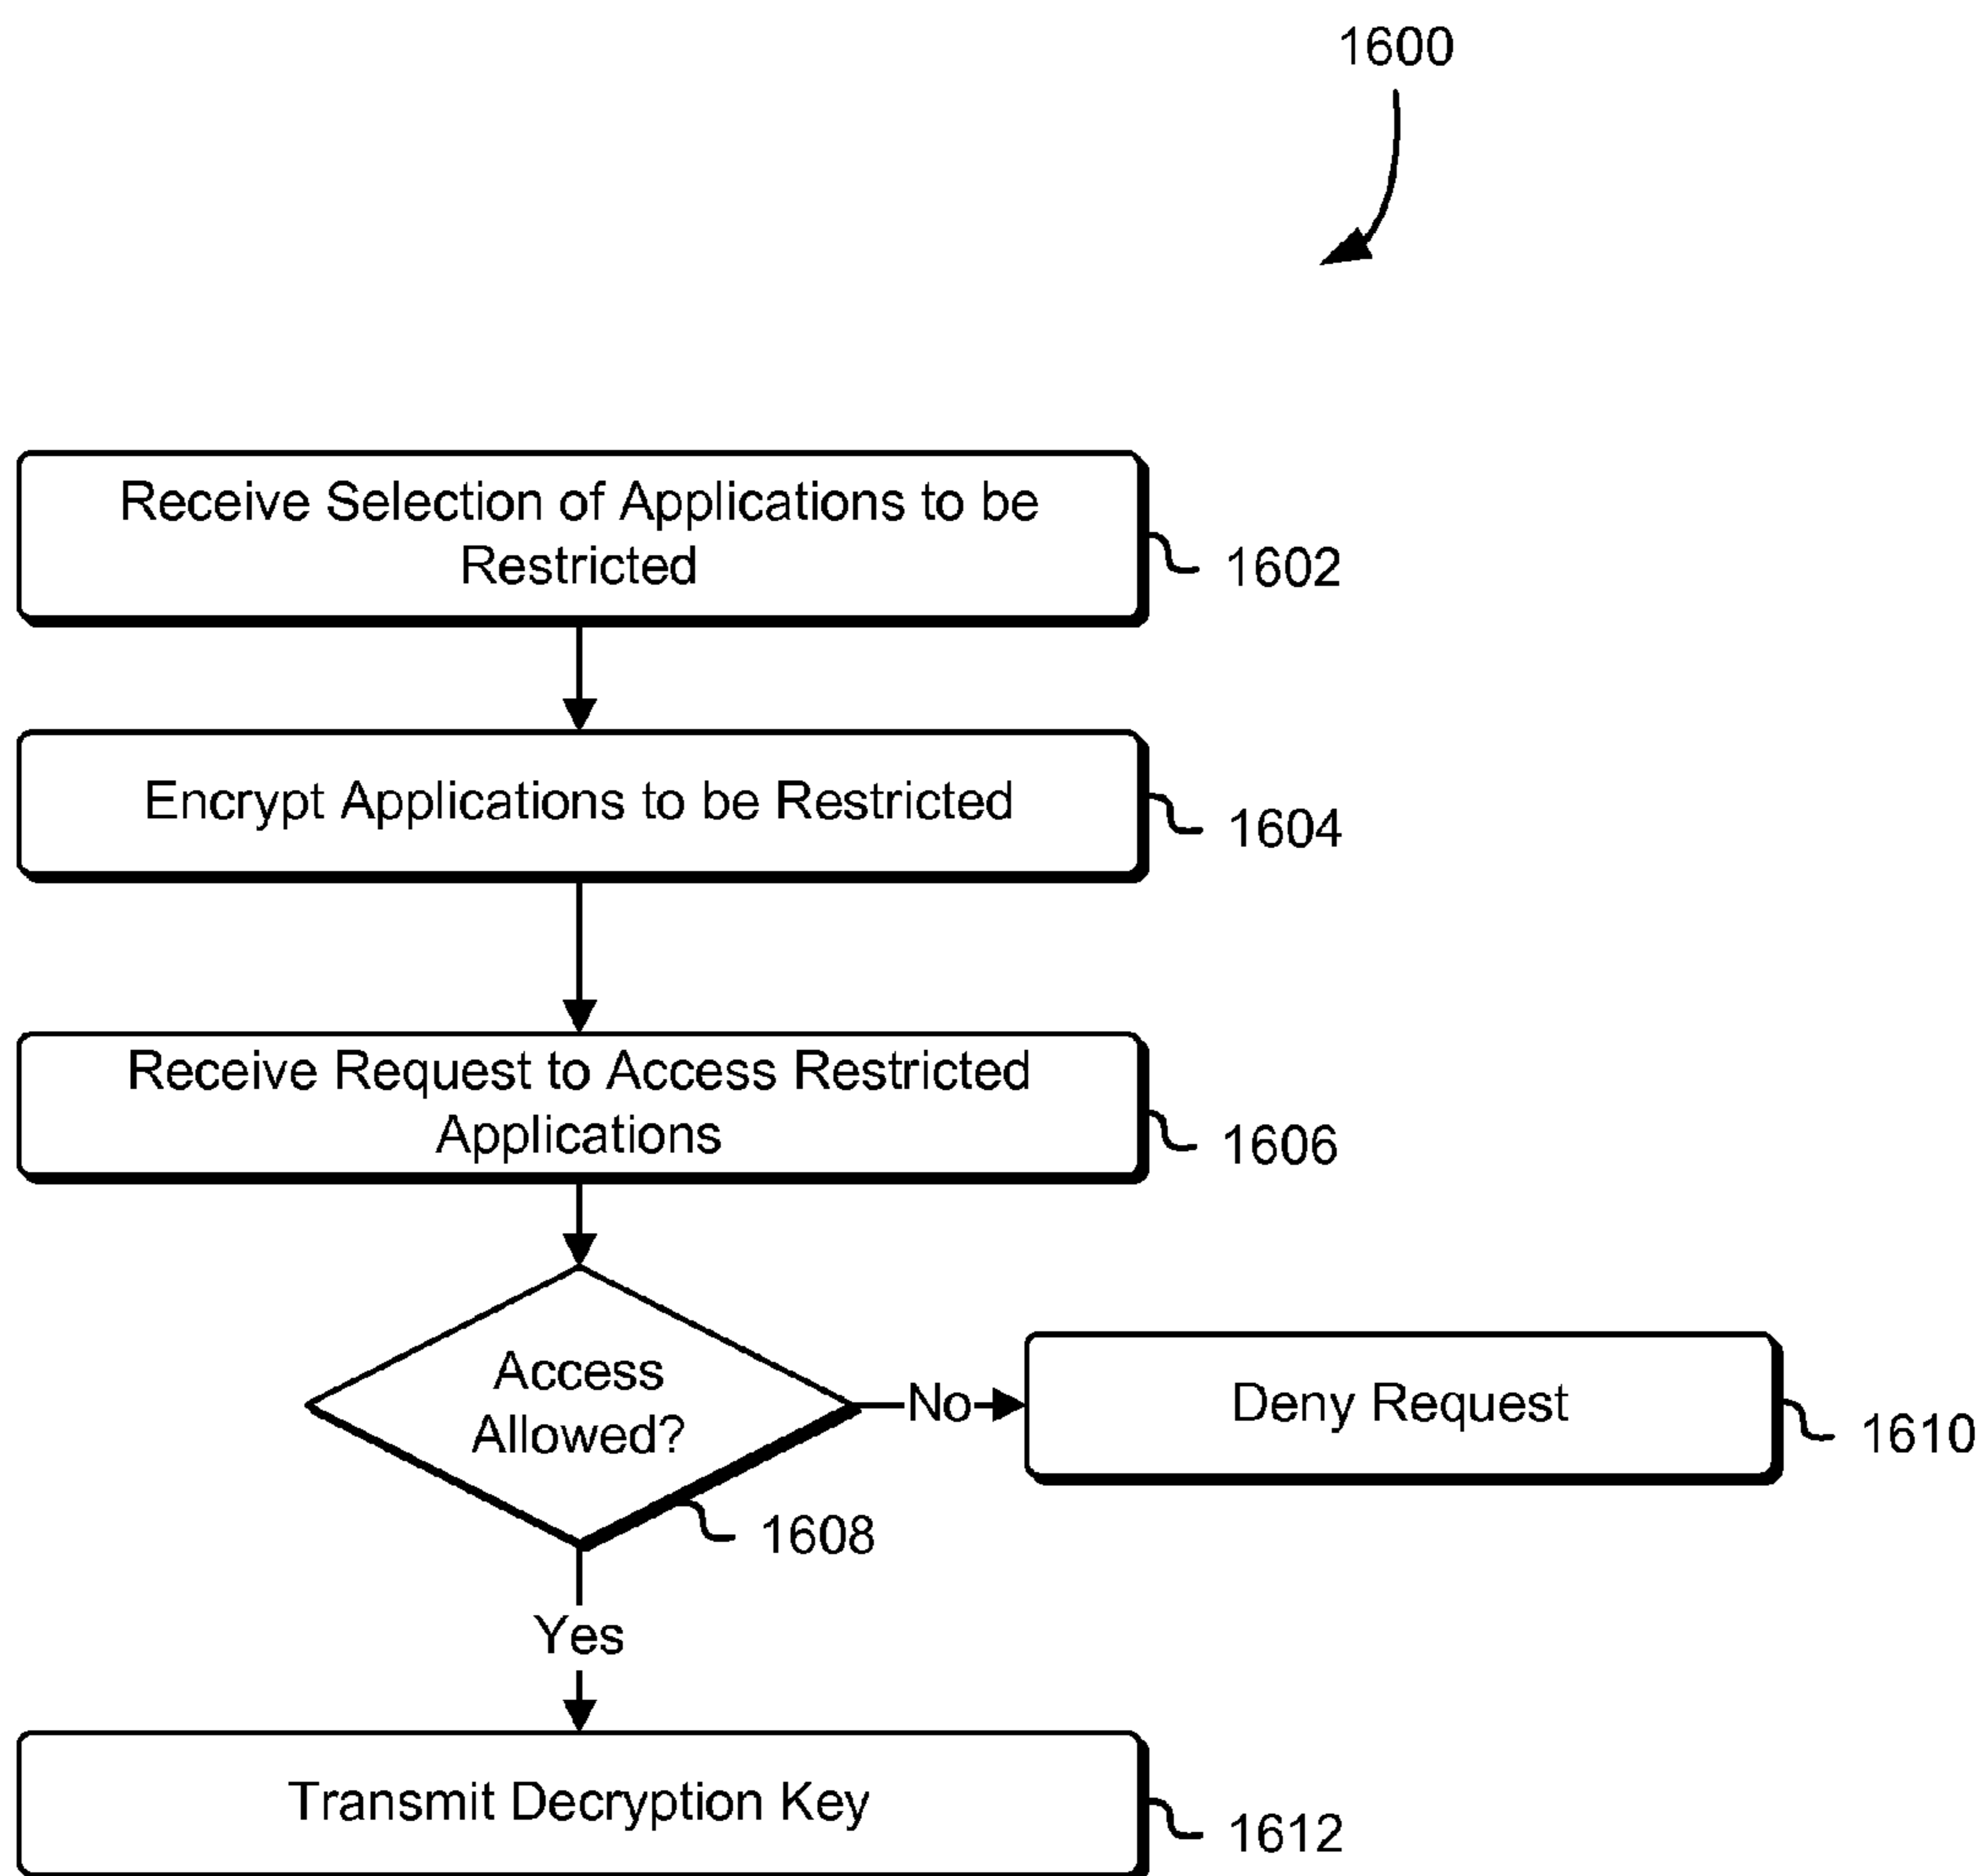 1600
Receive Selection of Applications to be
Restricted
1602
Encrypt Applications to be Restricted
1604
Receive Request to Access Restricted
Applications
1606
Access
Allowed?
No
Deny Request
1610
1608
Yes
Transmit Decryption Key
1612